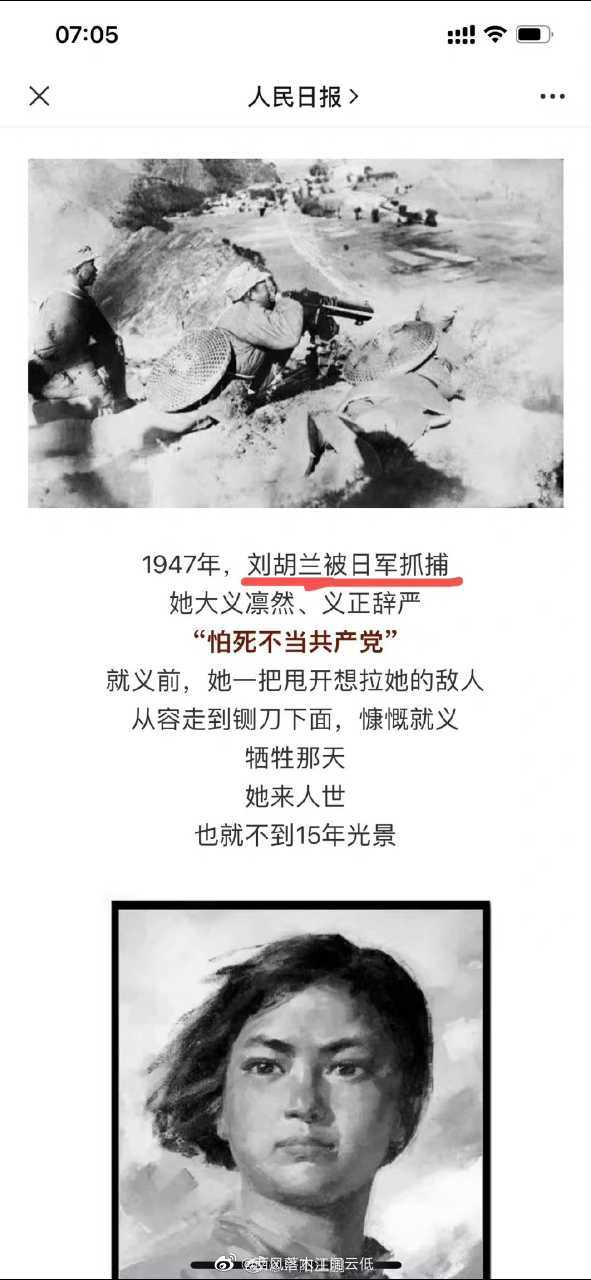 07:05
人民日报
1947年，刘胡兰被日军抓捕
她大义凛然、义正辞严
“怕死不当共产党”
就义前，她一把甩开想拉她的敌人
从容走到铡刀下面，慷慨就义
牺牲那天
她来人世
也就不到15年光景